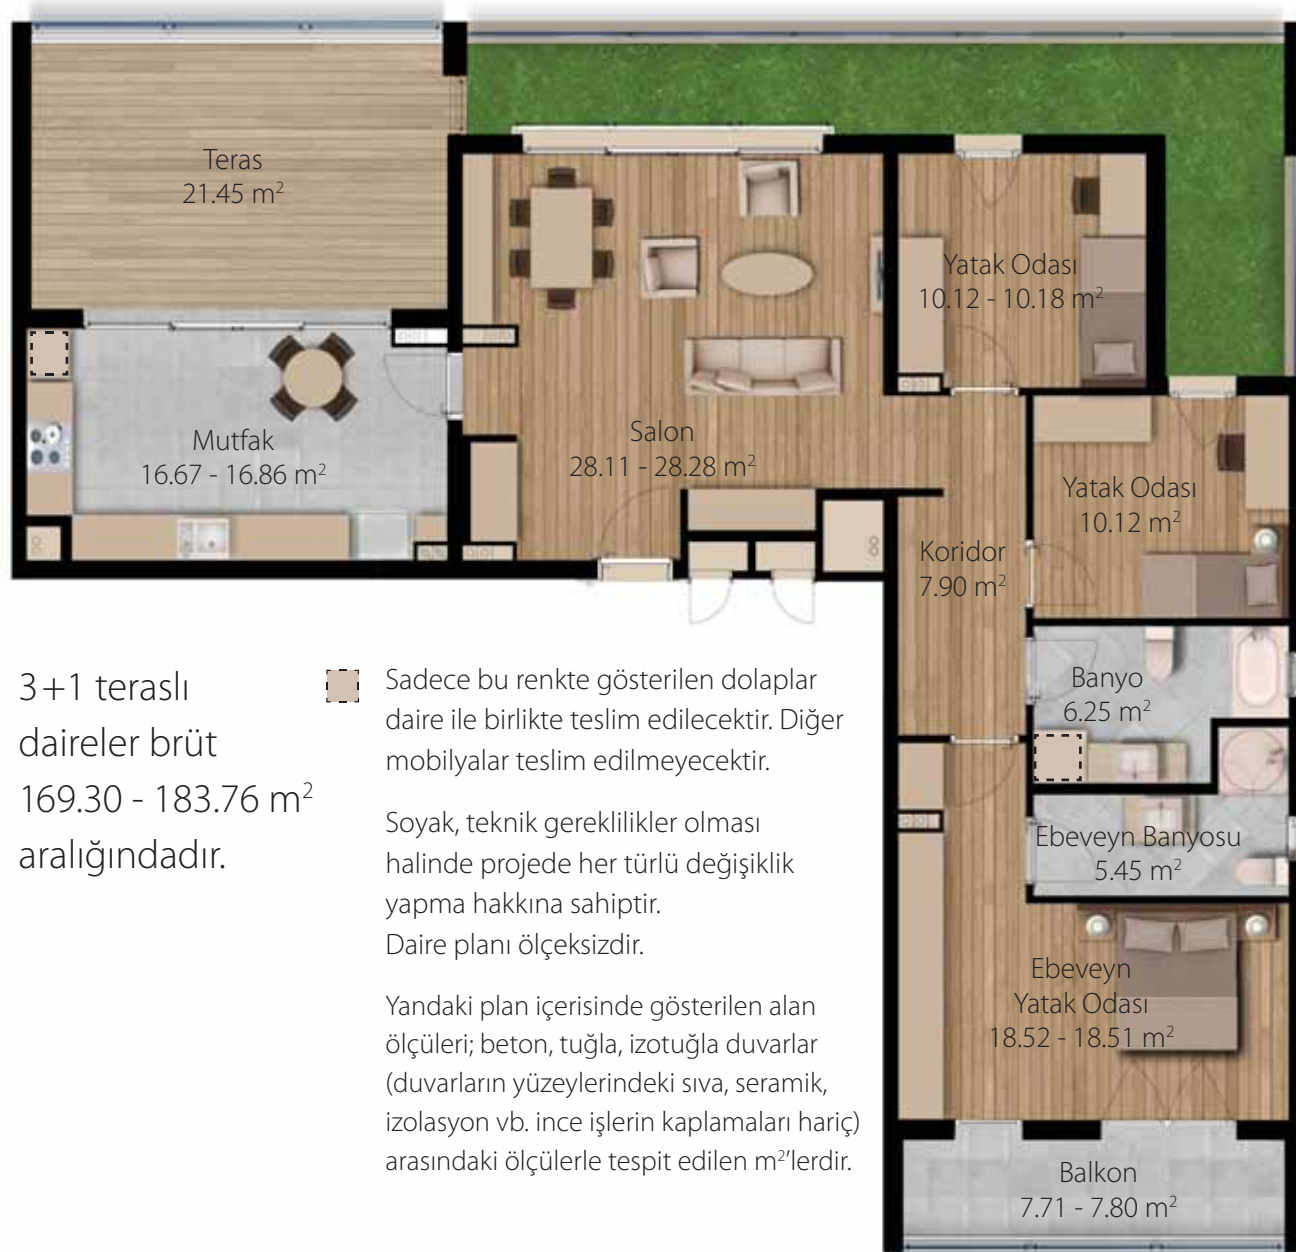 Teras
21.45 m²
Yatak Odası
10.12 - 10.18 m²
Mutfak
16.67 - 16.86 m²
Salon
28.11 - 28.28 m²
Yatak Odası
10.12 m²
Koridor
7.90 m²
Banyo
6.25 m²
Ebeveyn Banyosu
5.45 m²
Ebeveyn
Yatak Odası
18.52 - 18.51 m²
Balkon
7.71 - 7.80 m²
3+1 teraslı
daireler brüt
169.30 - 183.76 m²
aralığındadır.
Sadece bu renkte gösterilen dolaplar
daire ile birlikte teslim edilecektir. Diğer
mobilyalar teslim edilmeyecektir.
Soyak, teknik gereklilikler olması
halinde projede her türlü değişiklik
yapma hakkına sahiptir.
Daire planı ölçeksizdir.
Yandaki plan içerisinde gösterilen alan
ölçüleri; beton, tuğla, izotuğla duvarlar
(duvarların yüzeylerindeki sıva, seramik,
izolasyon vb. ince işlerin kaplamaları hariç)
arasındaki ölçülerle tespit edilen m²'lerdir.